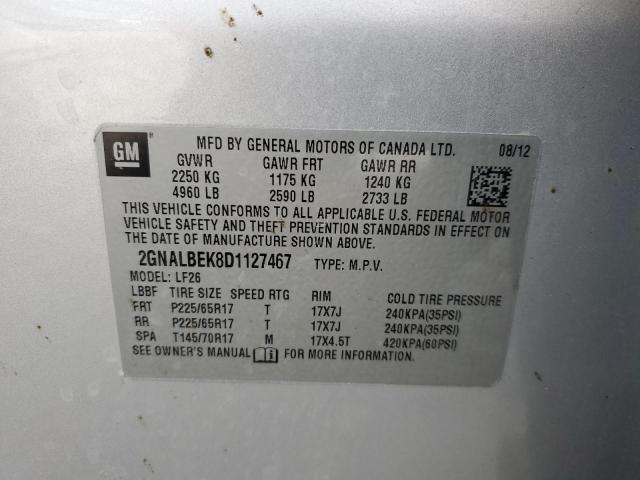 GM
MFD BY GENERAL MOTORS OF CANADA LTD. 08/12
GVWR GAWR FRT GAWR RR
2250 KG 1175 KG 1240 KG
4960 LB 2590 LB 2733 LB
THIS VEHICLE CONFORMS TO ALL APPLICABLE U.S. FEDERAL MOTOR
VEHICLE SAFETY AND THEFT PREVENTION STANDARDS IN EFFECT ON
THE DATE OF MANUFACTURE SHOWN ABOVE.
2GNALBEK8D1127467 TYPE: M.P.V.
MODEL: LF26
LBBF TIRE SIZE SPEED RTG RIM COLD TIRE PRESSURE
FRT P225/65R17 T 17X7J 240KPA(35PSI)
RR P225/65R17 T 17X7J 240KPA(35PSI)
SPA T145/70R17 M 17X4.5T 420KPA(60PSI)
SEE OWNER'S MANUAL FOR MORE INFORMATION.